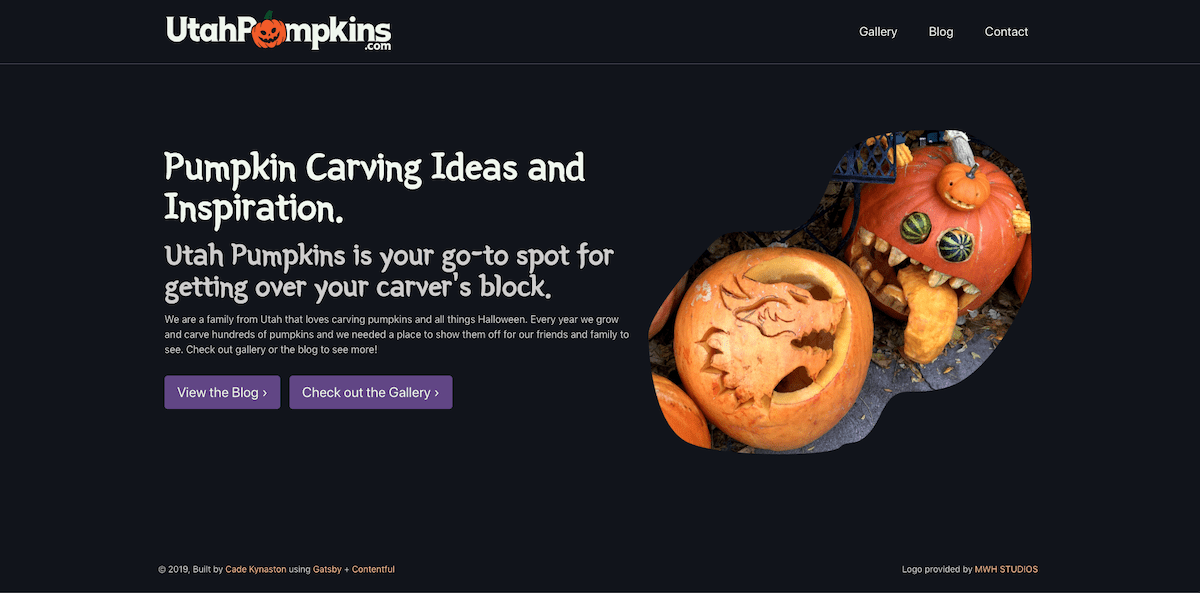 UtahPumpkins
.com
Gallery Blog Contact
Pumpkin Carving Ideas and
Inspiration.
Utah Pumpkins is your go-to spot for
getting over your carver's block.
We are a family from Utah that loves carving pumpkins and all things Halloween. Every year we grow
and carve hundreds of pumpkins and we needed a place to show them off for our friends and family to
see. Check out gallery or the blog to see more!
View the Blog › Check out the Gallery ›
© 2019, Built by Cade Kynaston using Gatsby + Contentful
Logo provided by MWH STUDIOS